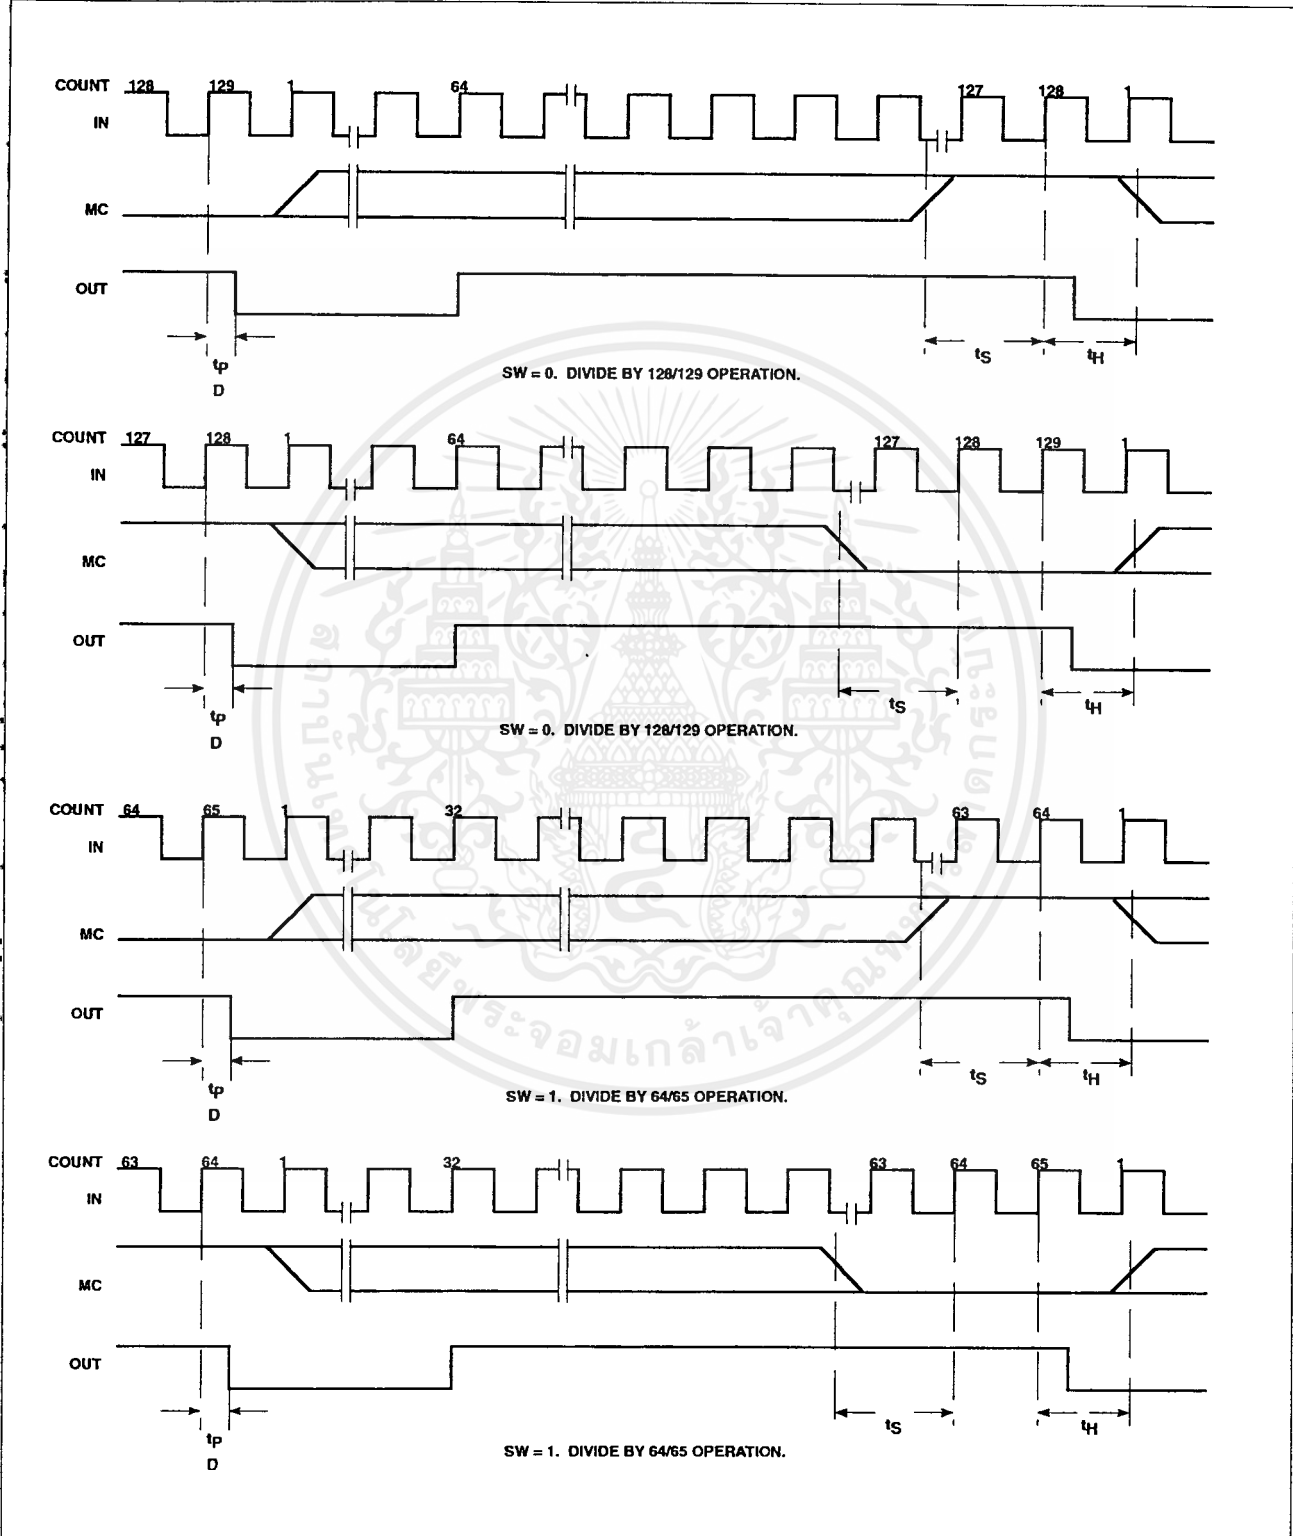 COUNT 128 129 1 64 127 128 1
IN
MC
OUT
tP
D
tS tH
SW = 0. DIVIDE BY 128/129 OPERATION.
COUNT 127 128 1 64 127 128 129 1
IN
MC
OUT
tP
D
tS tH
SW = 0. DIVIDE BY 128/129 OPERATION.
COUNT 64 65 1 32 63 64 1
IN
MC
OUT
tP
D
tS tH
SW = 1. DIVIDE BY 64/65 OPERATION.
COUNT 63 64 1 32 63 64 65 1
IN
MC
OUT
tP
D
tS tH
SW = 1. DIVIDE BY 64/65 OPERATION.